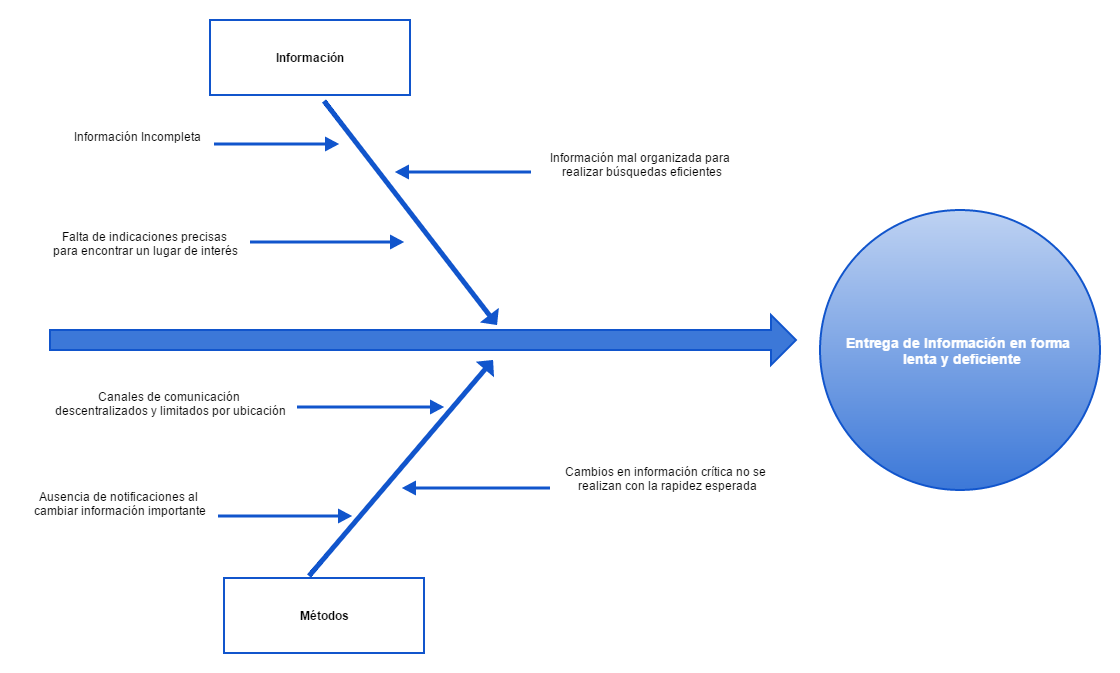 Información
Información Incompleta
Información mal organizada para
realizar búsquedas eficientes
Falta de indicaciones precisas
para encontrar un lugar de interés
Entrega de Información en forma
lenta y deficiente
Canales de comunicación
descentralizados y limitados por ubicación
Cambios en información crítica no se
realizan con la rapidez esperada
Ausencia de notificaciones al
cambiar información importante
Métodos